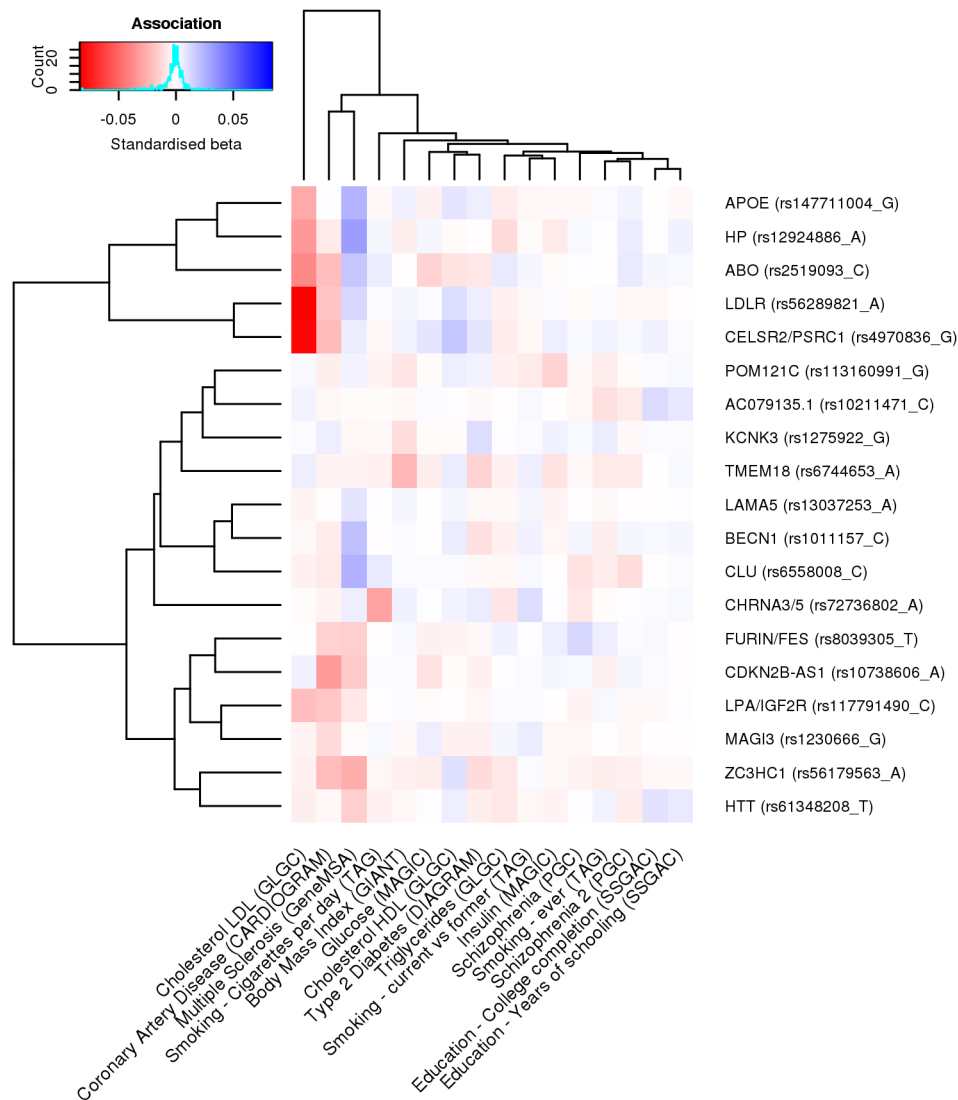 Association
Count
0
20
-0.05 0 0.05
Standardised beta
APOE (rs147711004_G)
HP (rs12924886_A)
ABO (rs2519093_C)
LDLR (rs56289821_A)
CELSR2/PSRC1 (rs4970836_G)
POM121C (rs113160991_G)
AC079135.1 (rs10211471_C)
KCNK3 (rs1275922_G)
TMEM18 (rs6744653_A)
LAMA5 (rs13037253_A)
BECN1 (rs1011157_C)
CLU (rs6558008_C)
CHRNA3/5 (rs72736802_A)
FURIN/FES (rs8039305_T)
CDKN2B-AS1 (rs10738606_A)
LPA/IGF2R (rs117791490_C)
MAGI3 (rs1230666_G)
ZC3HC1 (rs56179563_A)
HTT (rs61348208_T)
Cholesterol LDL (GLGC)
Coronary Artery Disease (CARDIOGRAM)
Multiple Sclerosis (GeneMSA)
Smoking - Cigarettes per day (TAG)
Body Mass Index (GIANT)
Glucose (MAGIC)
Cholesterol HDL (GLGC)
Type 2 Diabetes (DIAGRAM)
Triglycerides (GLGC)
Smoking - current vs former (TAG)
Insulin (MAGIC)
Schizophrenia (PGC)
Smoking - ever (TAG)
Schizophrenia 2 (PGC)
Education - College completion (SSGAC)
Education - Years of schooling (SSGAC)